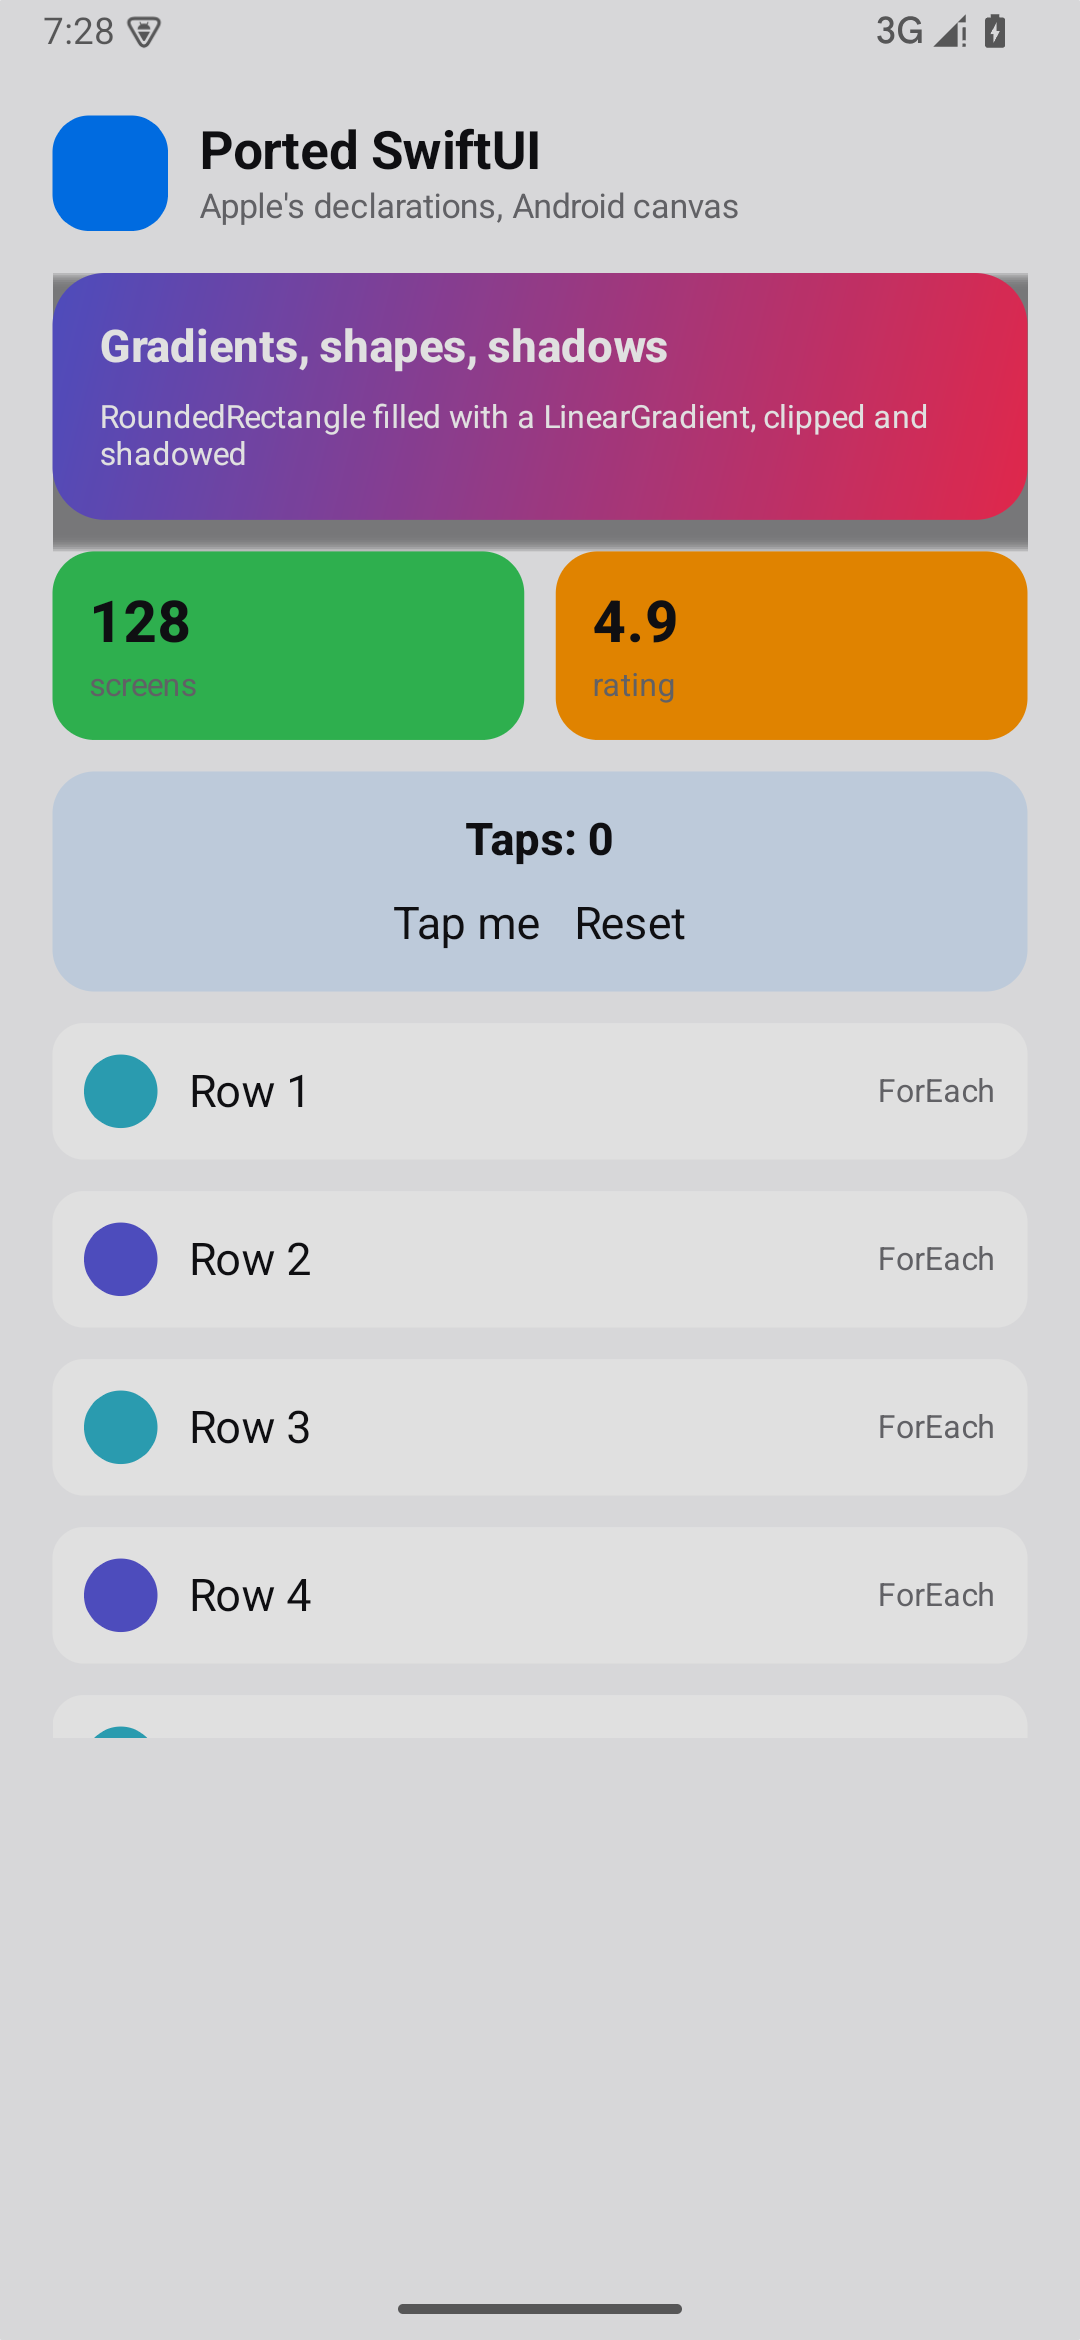 7:28
3G
Ported SwiftUI
Apple's declarations, Android canvas
Gradients, shapes, shadows
RoundedRectangle filled with a LinearGradient, clipped and
shadowed
128
screens
4.9
rating
Taps: 0
Tap me Reset
Row 1 ForEach
Row 2 ForEach
Row 3 ForEach
Row 4 ForEach